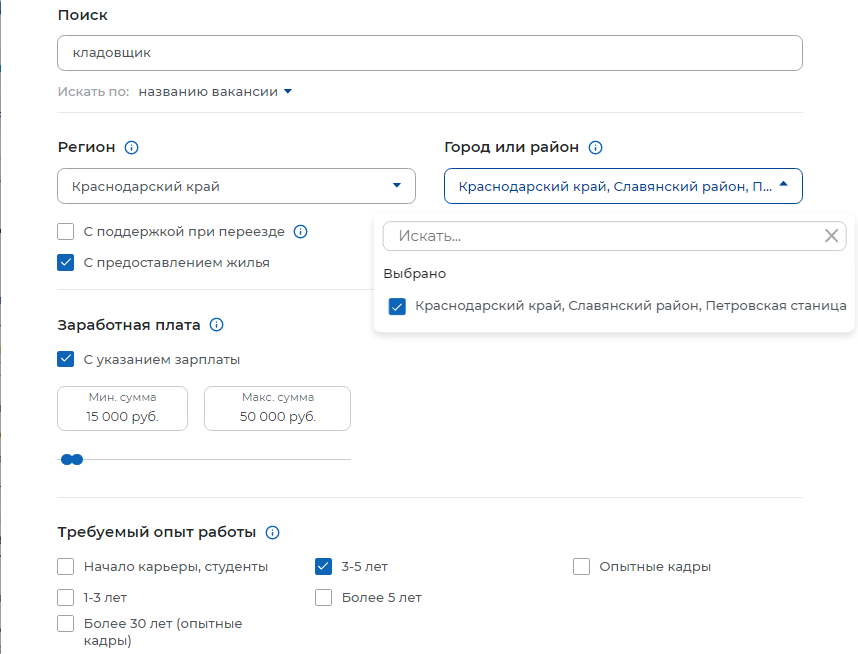 Поиск
кладовщик
Искать по: названию вакансии
Регион
Город или район
Краснодарский край
Краснодарский край, Славянский район, П...
С поддержкой при переезде
С предоставлением жилья
Искать...
Выбрано
Краснодарский край, Славянский район, Петровская станица
Заработная плата
С указанием зарплаты
Мин. сумма
15 000 руб.
Макс. сумма
50 000 руб.
Требуемый опыт работы
Начало карьеры, студенты
3-5 лет
Опытные кадры
1-3 лет
Более 5 лет
Более 30 лет (опытные
кадры)